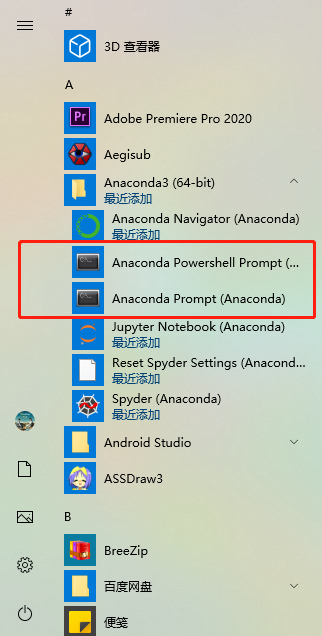 #
3D 查看器
A
Adobe Premiere Pro 2020
Aegisub
Anaconda3 (64-bit)
最近添加
Anaconda Navigator (Anaconda)
最近添加
Anaconda Powershell Prompt (...
Anaconda Prompt (Anaconda)
Jupyter Notebook (Anaconda)
最近添加
Reset Spyder Settings (Anacond...
最近添加
Spyder (Anaconda)
最近添加
Android Studio
ASSDraw3
B
BreeZip
百度网盘
便笺